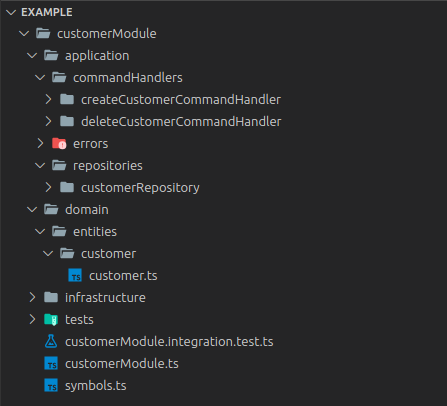 EXAMPLE
customerModule
application
commandHandlers
createCustomerCommandHandler
deleteCustomerCommandHandler
errors
repositories
customerRepository
domain
entities
customer
TS customer.ts
infrastructure
tests
customerModule.integration.test.ts
TS customerModule.ts
TS symbols.ts